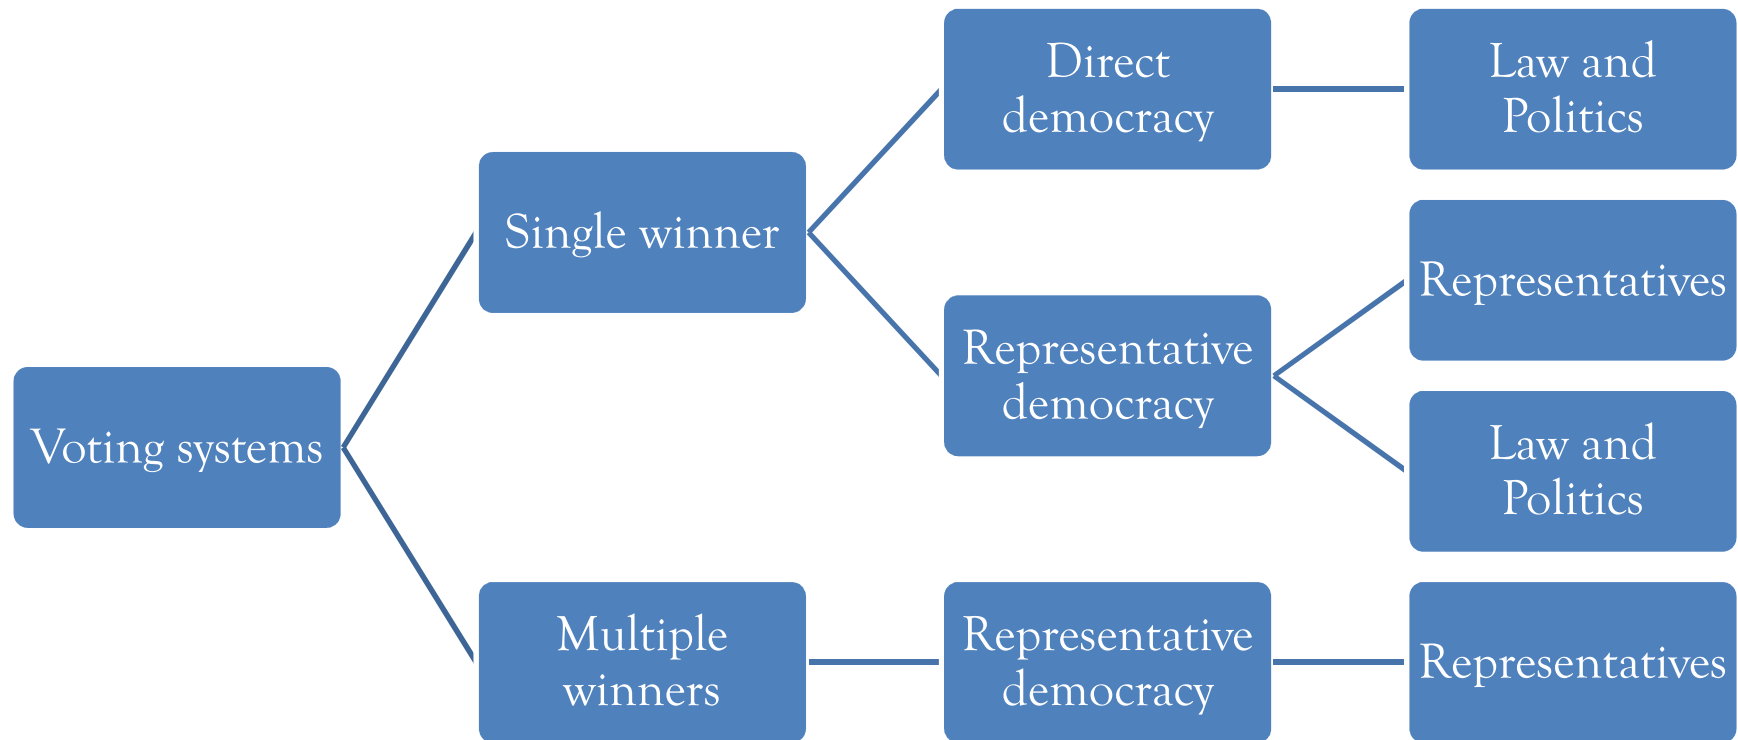 Voting systems
Single winner
Direct
democracy
Law and
Politics
Representative
democracy
Representatives
Law and
Politics
Multiple
winners
Representative
democracy
Representatives